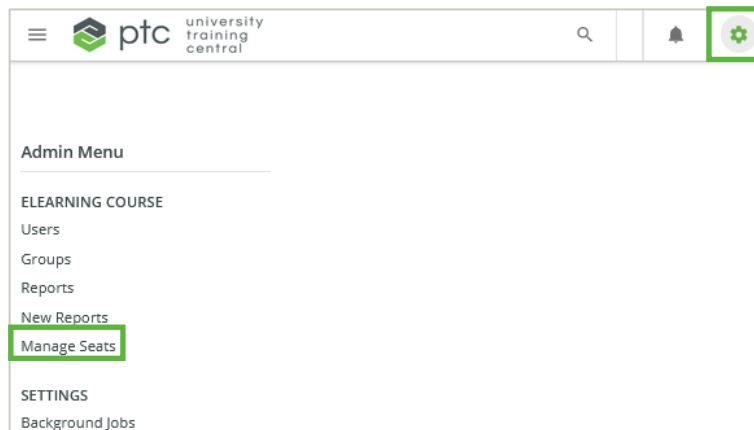 ptc university
training
central
Admin Menu
ELEARNING COURSE
Users
Groups
Reports
New Reports
Manage Seats
SETTINGS
Background Jobs